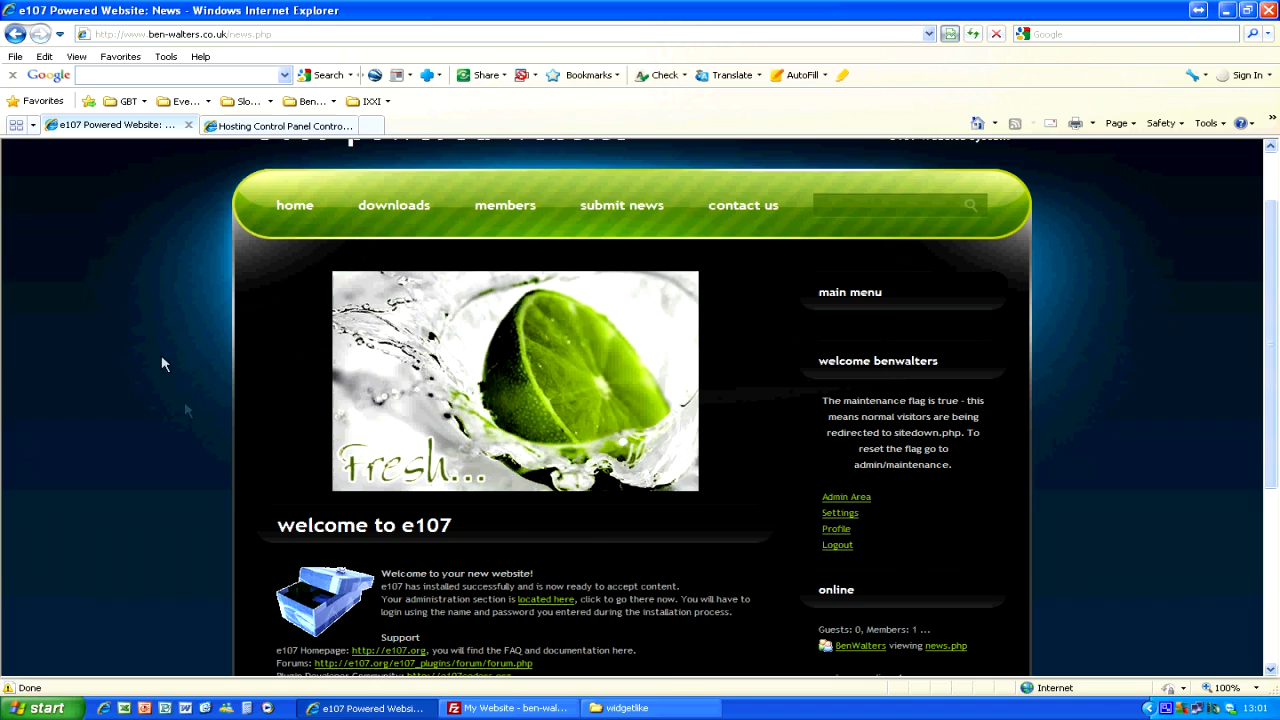 e107 Powered Website: News - Windows Internet Explorer
http://www.ben-walters.co.uk/news.php
Google
File Edit View Favorites Tools Help
Google Search Share Bookmarks Check Translate AutoFill Sign In
Favorites GBT Eve... Slo... Ben... IXXI
e107 Powered Website: ... Hosting Control Panel Contro... Page Safety Tools
home downloads members submit news contact us
Fresh...
main menu
welcome benwalters
The maintenance flag is true - this
means normal visitors are being
redirected to sitedown.php. To
reset the flag go to
admin/maintenance.
Admin Area
Settings
Profile
Logout
welcome to e107
Welcome to your new website!
e107 has installed successfully and is now ready to accept content.
Your administration section is located here, click to go there now. You will have to
login using the name and password you entered during the installation process.
Support
e107 Homepage: http://e107.org, you will find the FAQ and documentation here.
Forums: http://e107.org/e107_plugins/forum/forum.php
online
Guests: 0, Members: 1 ...
BenWalters viewing news.php
Done Internet 100%
start e107 Powered Websi... My Website - ben-wal... widgetlike 13:01